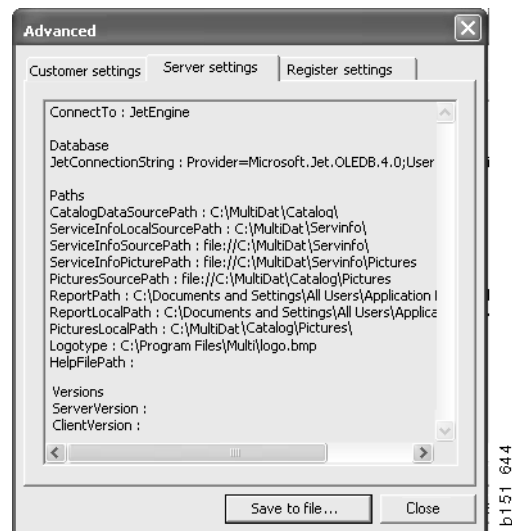 Advanced
Customer settings Server settings Register settings
ConnectTo : JetEngine
Database
JetConnectionString : Provider=Microsoft.Jet.OLEDB.4.0;User
Paths
CatalogDataSourcePath : C:\MultiDat\Catalog\
ServiceInfoLocalSourcePath : C:\MultiDat\Servinfo\
ServiceInfoSourcePath : file://C:\MultiDat\Servinfo\
ServiceInfoPicturePath : file://C:\MultiDat\Servinfo\Pictures
PicturesSourcePath : file://C:\MultiDat\Catalog\Pictures
ReportPath : C:\Documents and Settings\All Users\Application
ReportLocalPath : C:\Documents and Settings\All Users\Applica
PicturesLocalPath : C:\MultiDat\Catalog\Pictures\
Logotype : C:\Program Files\Multi\logo.bmp
HelpFilePath :
Versions
ServerVersion :
ClientVersion :
Save to file... Close
b151 644